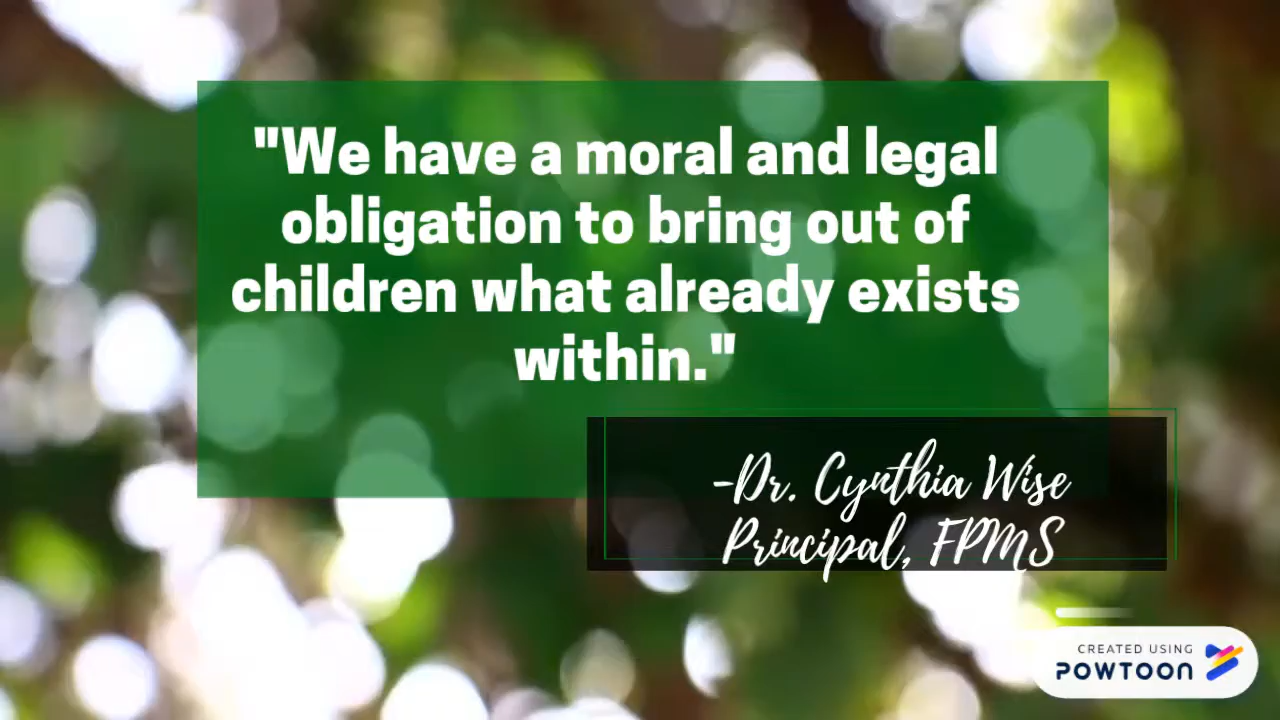 "We have a moral and legal
obligation to bring out of
children what already exists
within."
-Dr. Cynthia Wise
Principal, FPMS
CREATED USING
POWTOON